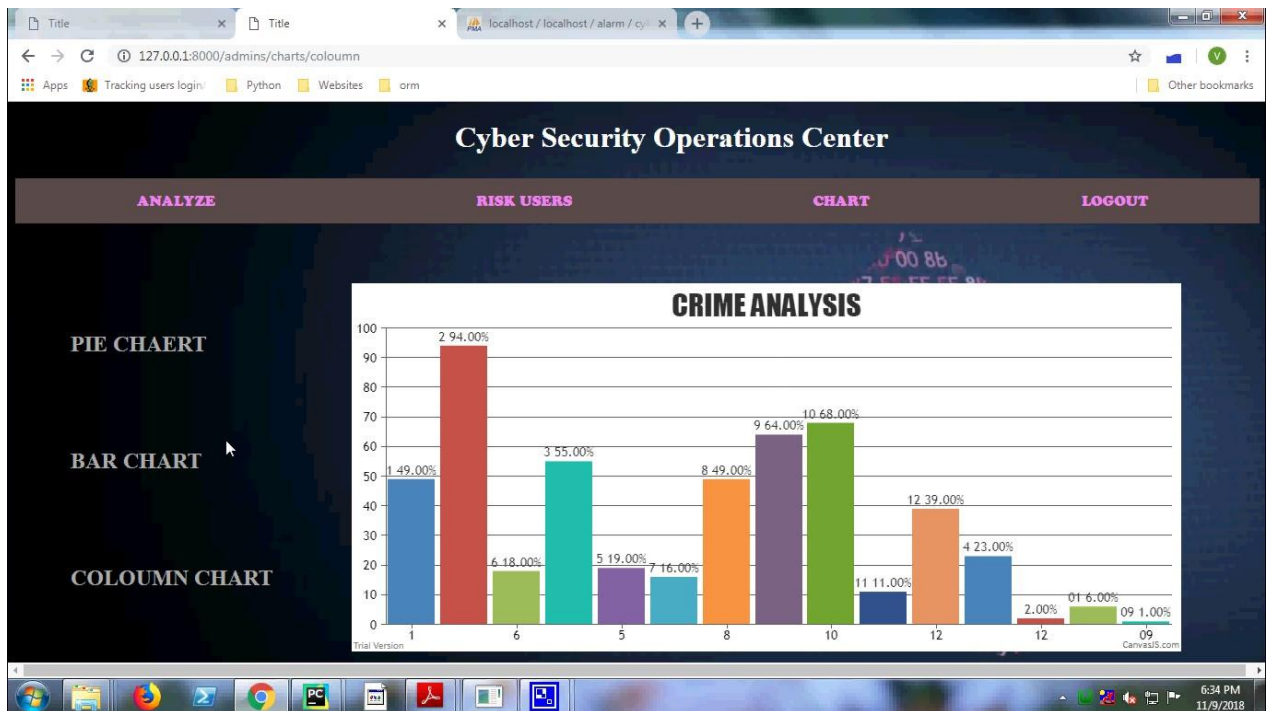 Title
Title
localhost / localhost / alarm / cy
127.0.0.1:8000/admins/charts/coloumn
Apps
Tracking users login
Python
Websites
orm
Other bookmarks
V
Cyber Security Operations Center
ANALYZE
RISK USERS
CHART
LOGOUT
00 8b
PIE CHAERT
BAR CHART
COLOUMN CHART
CRIME ANALYSIS
100
90
80
70
60
50
40
30
20
10
0
1 49.00%
2 94.00%
6 18.00%
3 55.00%
5 19.00%
7 16.00%
8 49.00%
9 64.00%
10 68.00%
11 11.00%
12 39.00%
4 23.00%
2.00%
01 6.00%
09 1.00%
1
6
5
8
10
12
12
09
Trial Version
CanvasJS.com
PC
6:34 PM
11/9/2018